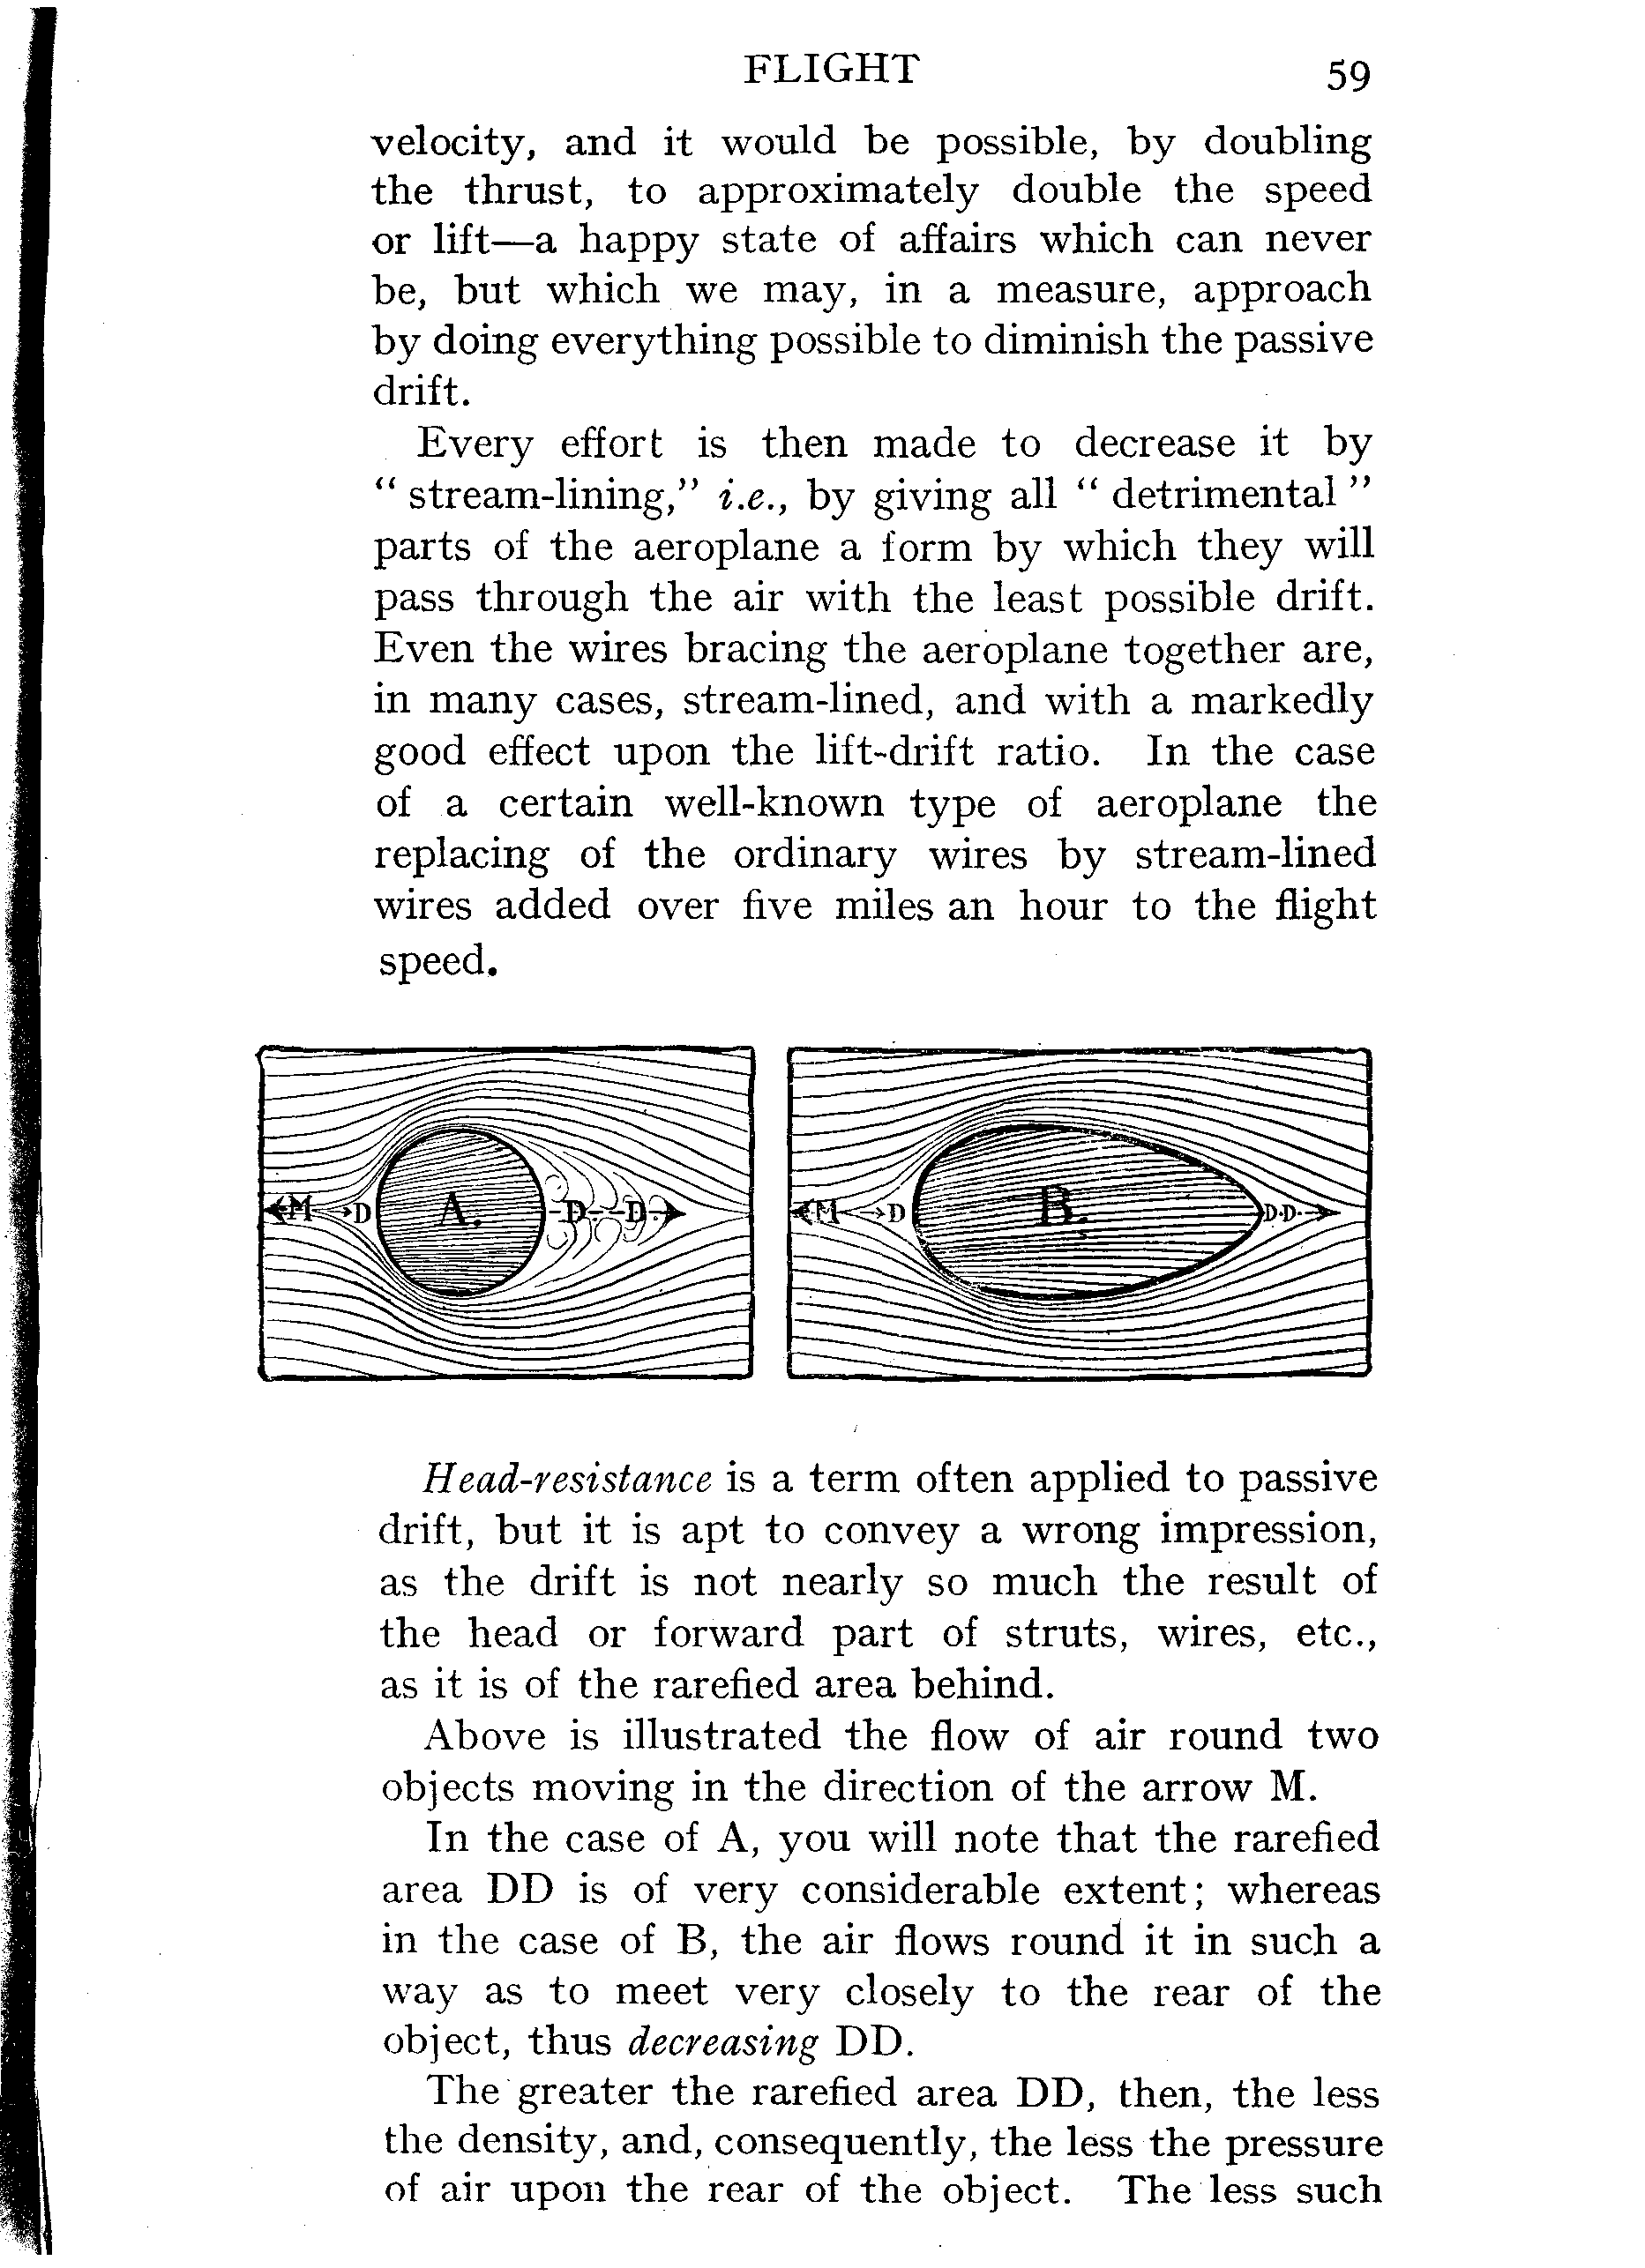 FLIGHT 59
velocity, and it would be possible, by doubling
the thrust, to approximately double the speed
or lift—a happy state of affairs which can never
be, but which we may, in a measure, approach
by doing everything possible to diminish the passive
drift.
Every effort is then made to decrease it by
“ stream-lining,” i.e., by giving all “ detrimental ”
parts of the aeroplane a form by which they will
pass through the air with the least possible drift.
Even the wires bracing the aeroplane together are,
in many cases, stream-lined, and with a markedly
good effect upon the lift-drift ratio. In the case
of a certain well-known type of aeroplane the
replacing of the ordinary wires by stream-lined
wires added over five miles an hour to the flight
speed.
M D A. D D
M D B. D D
Head-resistance is a term often applied to passive
drift, but it is apt to convey a wrong impression,
as the drift is not nearly so much the result of
the head or forward part of struts, wires, etc.,
as it is of the rarefied area behind.
Above is illustrated the flow of air round two
objects moving in the direction of the arrow M.
In the case of A, you will note that the rarefied
area DD is of very considerable extent; whereas
in the case of B, the air flows round it in such a
way as to meet very closely to the rear of the
object, thus decreasing DD.
The greater the rarefied area DD, then, the less
the density, and, consequently, the less the pressure
of air upon the rear of the object. The less such